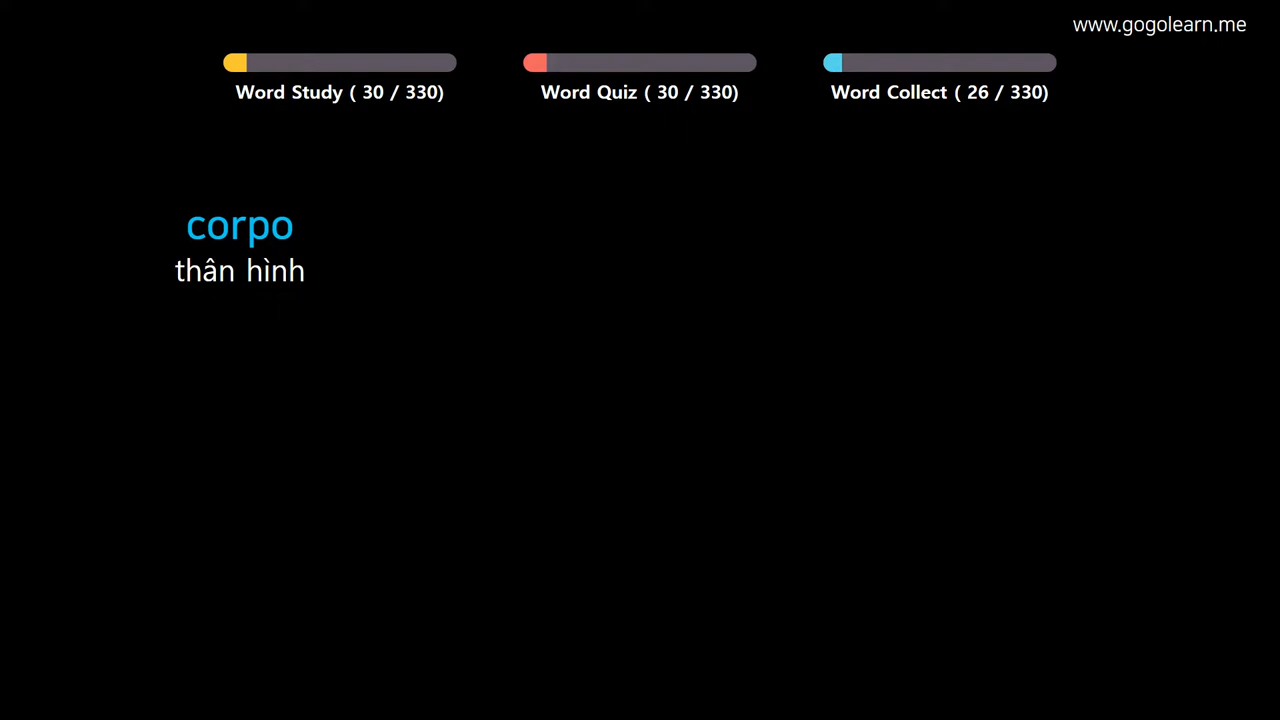 www.gogolearn.me
Word Study ( 30 / 330)
Word Quiz ( 30 / 330)
Word Collect ( 26 / 330)
corpo
thân hình